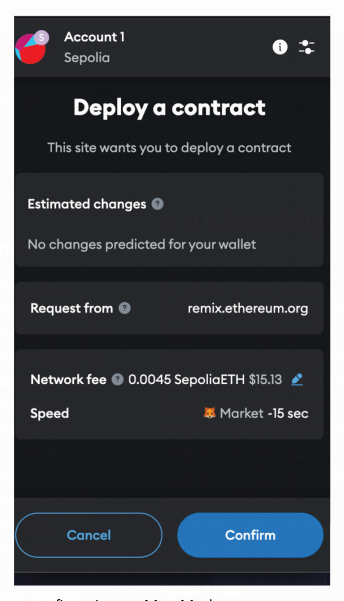 S
Account 1
Sepolia
Deploy a contract
This site wants you to deploy a contract
Estimated changes
No changes predicted for your wallet
Request from remix.ethereum.org
Network fee 0.0045 SepoliaETH $15.13
Speed Market ~15 sec
Cancel Confirm